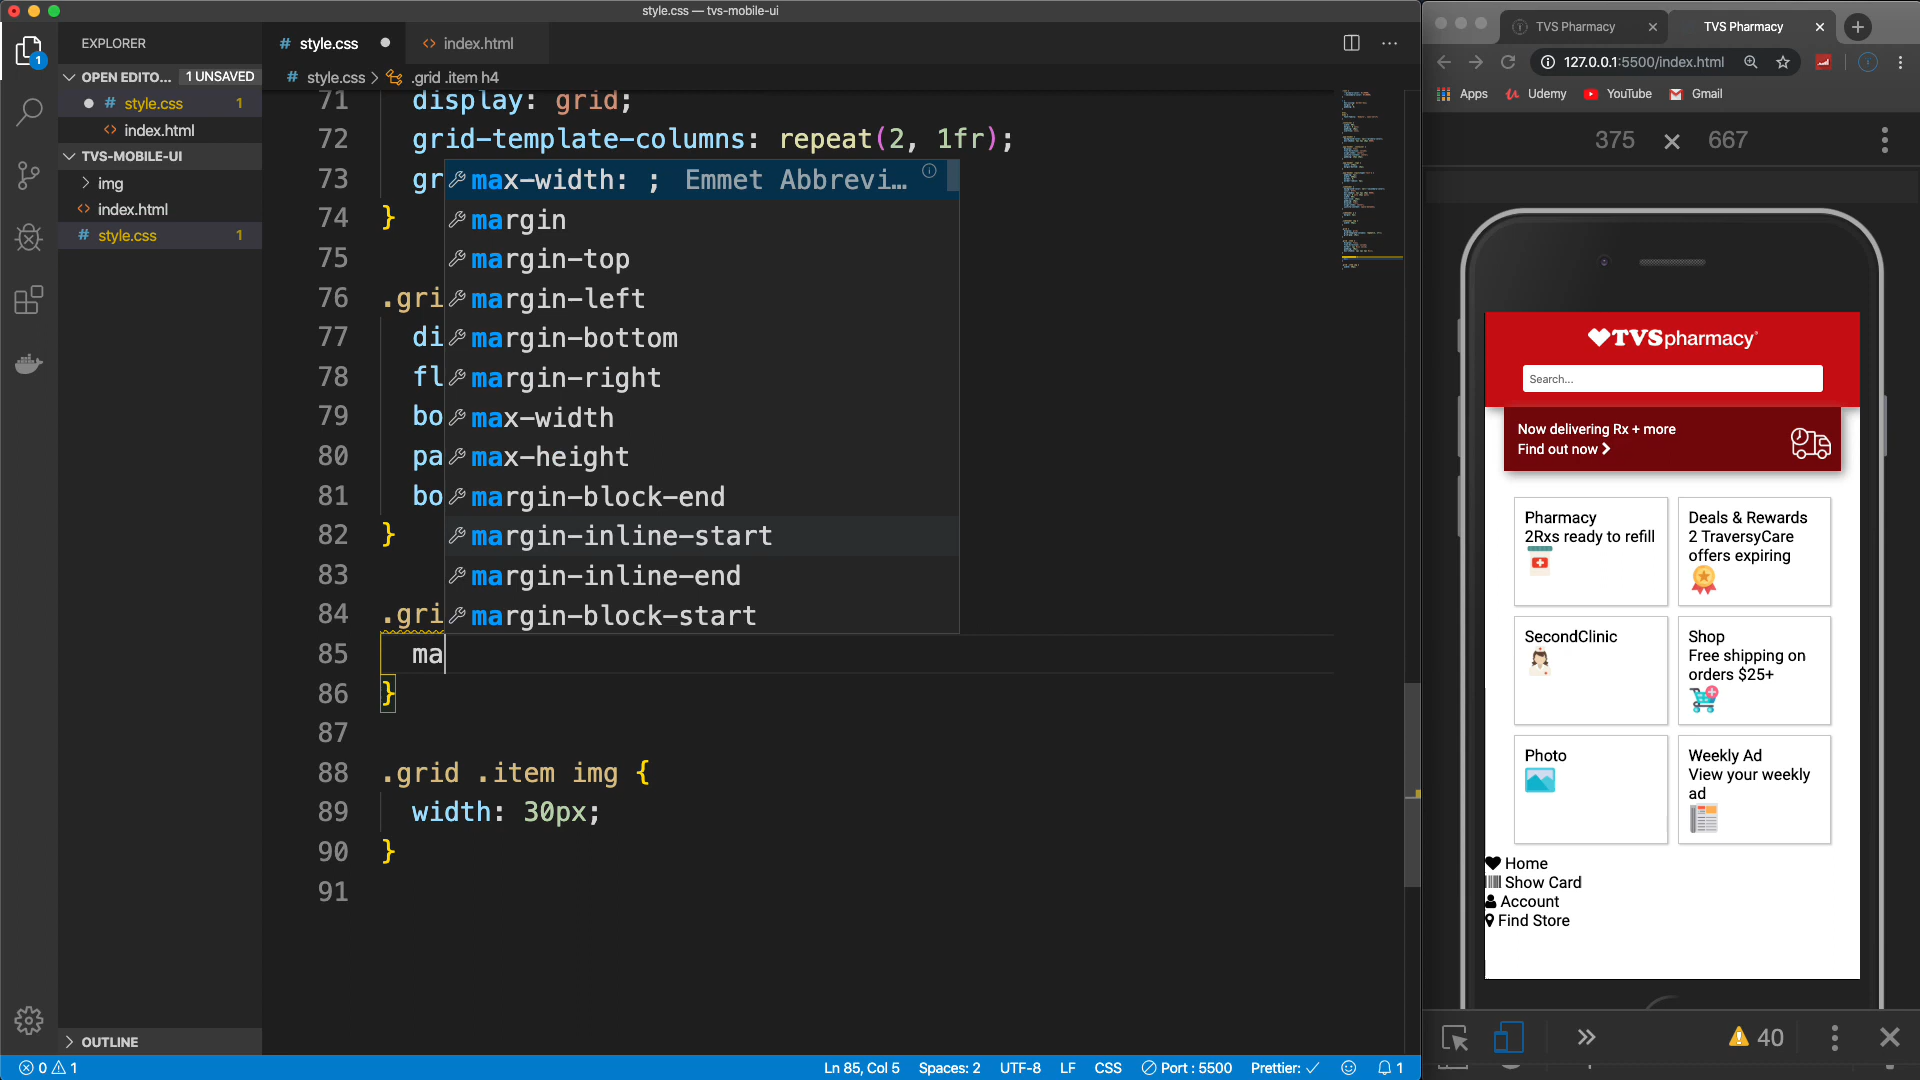 style.css — tvs-mobile-ui
EXPLORER
# style.css ●
<> index.html
OPEN EDITO... 1 UNSAVED
● # style.css 1
<> index.html
TVS-MOBILE-UI
> img
<> index.html
# style.css 1
OUTLINE
# style.css > .grid .item h4
71 display: grid;
72 grid-template-columns: repeat(2, 1fr);
73 gr
74 }
75
76 .gri
77 di
78 fl
79 bo
80 pa
81 bo
82 }
83
84 .gri
85 ma
86 }
87
88 .grid .item img {
89 width: 30px;
90 }
91
max-width: ; Emmet Abbrevi...
margin
margin-top
margin-left
margin-bottom
margin-right
max-width
max-height
margin-block-end
margin-inline-start
margin-inline-end
margin-block-start
1
0 1
Ln 85, Col 5 Spaces: 2 UTF-8 LF CSS Port : 5500 Prettier: ✓ 1
TVS Pharmacy × TVS Pharmacy × +
127.0.0.1:5500/index.html
Apps Udemy YouTube Gmail
375 × 667
TVS pharmacy
Search...
Now delivering Rx + more
Find out now >
Pharmacy
2Rxs ready to refill
Deals & Rewards
2 TraversyCare
offers expiring
SecondClinic
Shop
Free shipping on
orders $25+
Photo
Weekly Ad
View your weekly
ad
Home
Show Card
Account
Find Store
40